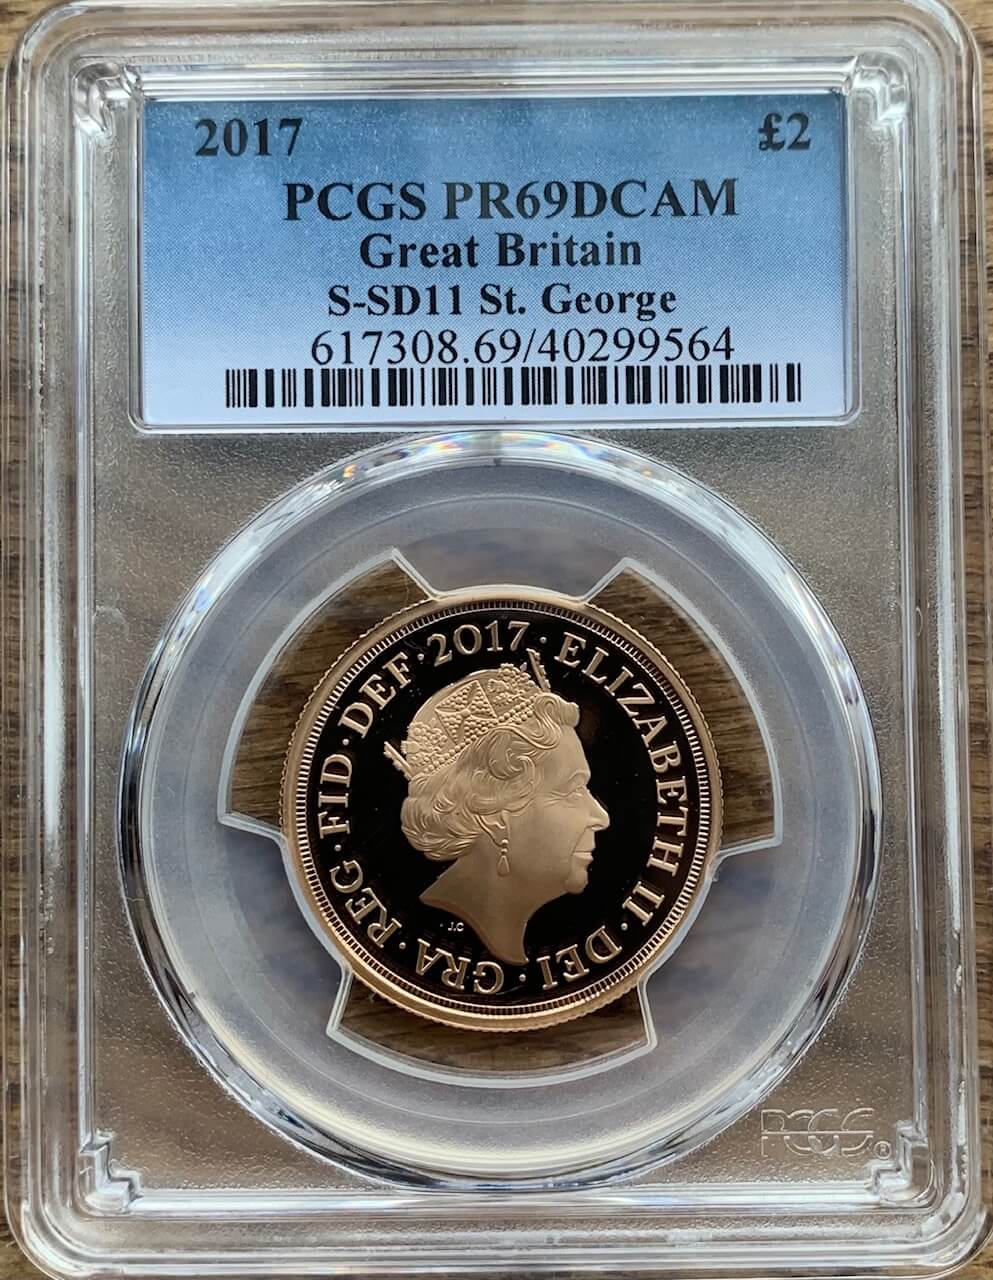 2017 £2
PCGS PR69DCAM
Great Britain
S-SD11 St. George
617308.69/40299564
ELIZABETH II · DEI · GRA · REG · FID · DEF · 2017 ·
J.C
PCGS®